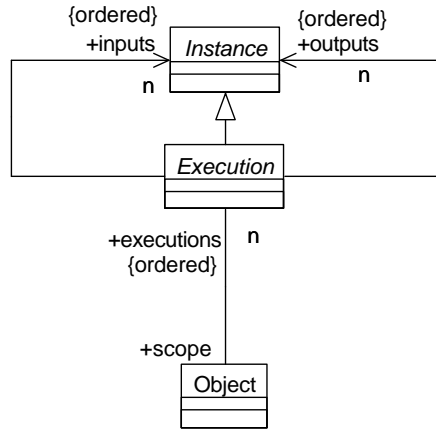 {ordered}
+inputs
n
Instance
{ordered}
+outputs
n
Execution
+executions
{ordered}
n
+scope
Object